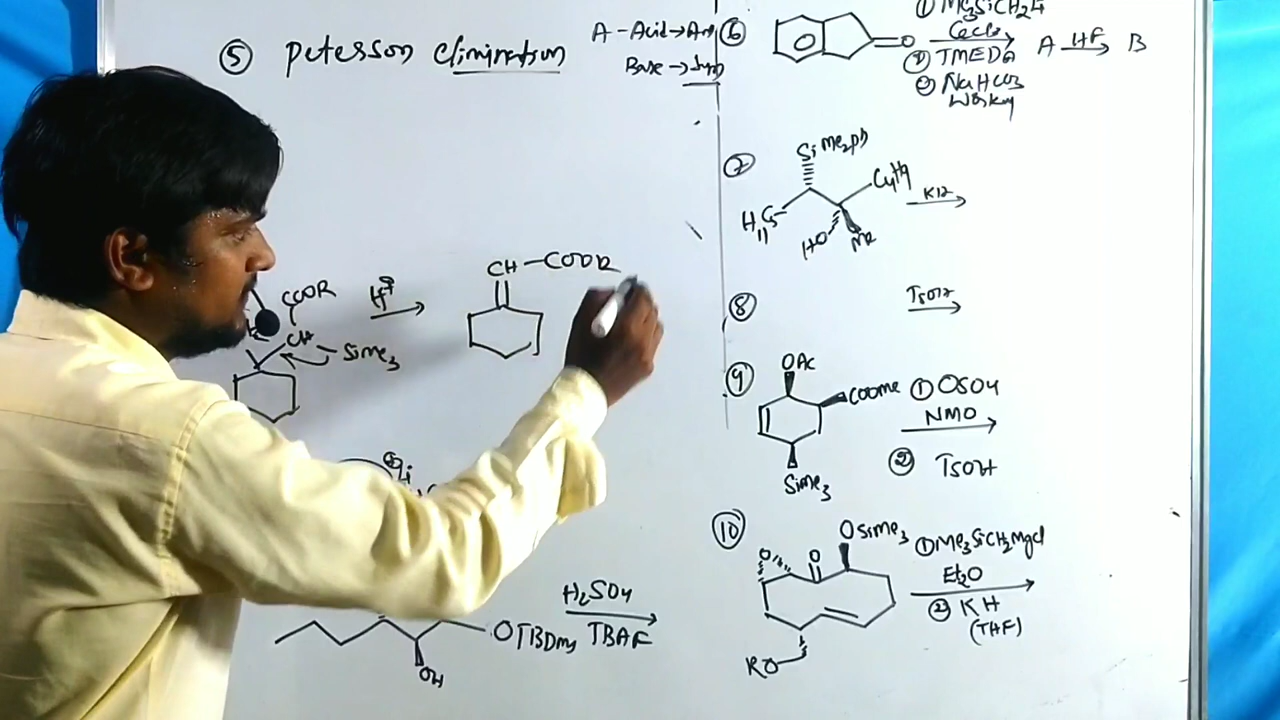 ⑤ Peterson elimination
A - Acid → Anti
Base → Syn
COOR
H⊕
CH
SiMe3
CH - COOR
H2SO4
TBAF
OTBDMS
OH
⑥
O
① Me3SiCH2Li
CeCl3
② TMEDA
③ NaHCO3
Workup
A HF B
⑦
SiMe2Ph
C4H9
H11C5
HO
Me
KH
⑧
TsOH
⑨
OAc
COOMe
SiMe3
① OSO4
NMO
② TSOH
⑩
O
O
OSiMe3
RO
① Me3SiCH2MgCl
Et2O
② KH
(THF)